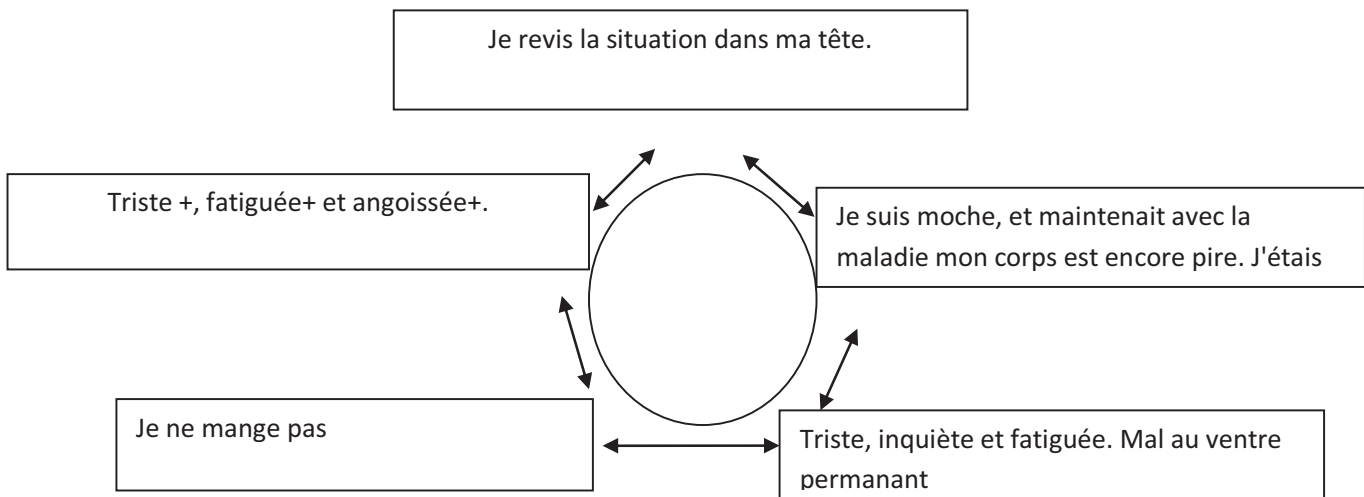 Je revis la situation dans ma tête.
Triste +, fatiguée+ et angoissée+.
Je suis moche, et maintenait avec la
maladie mon corps est encore pire. J'étais
Je ne mange pas
Triste, inquiète et fatiguée. Mal au ventre
permanant